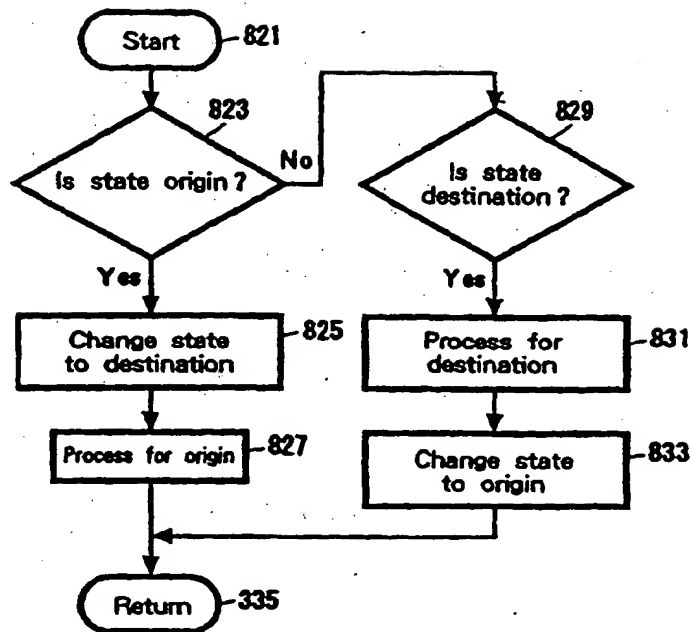 Start
821
823
Is state origin ?
No
829
Is state
destination ?
Yes
Yes
Change state
to destination
825
Process for
destination
831
Process for origin
827
Change state
to origin
833
Return
335